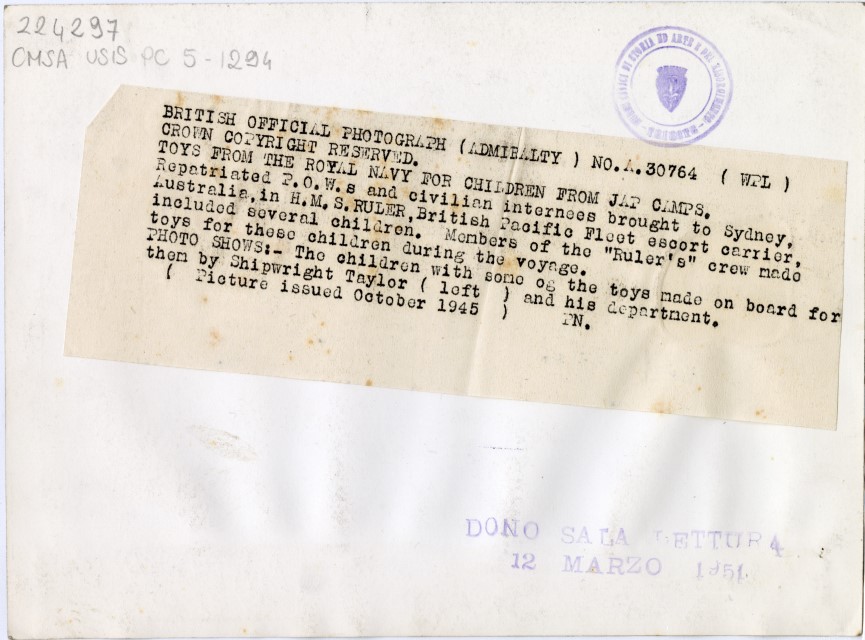 224297
CMSA USIS PC 5-1294
BRITISH OFFICIAL PHOTOGRAPH (ADMIRALTY ) NO.A.30764 ( WPL )
CROWN COPYRIGHT RESERVED.
TOYS FROM THE ROYAL NAVY FOR CHILDREN FROM JAP CAMPS.
Repatriated P.O.W.s and civilian internees brought to Sydney,
Australia,in H.M.S.RULER,British Pacific Fleet escort carrier,
included several children. Members of the "Ruler's" crew made
toys for these children during the voyage.
PHOTO SHOWS:- The children with some og the toys made on board for
them by Shipwright Taylor ( left ) and his department.
( Picture issued October 1945 ) PN.
DONO SALA LETTURA
12 MARZO 1951